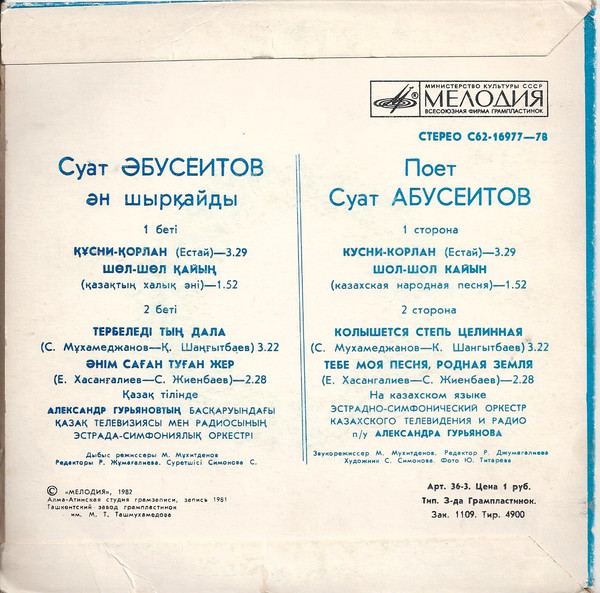 МИНИСТЕРСТВО КУЛЬТУРЫ СССР
МЕЛОДИЯ
ВСЕСОЮЗНАЯ ФИРМА ГРАМПЛАСТИНОК
СТЕРЕО С62-16977—78
Суат ӘБУСЕИТОВ
ән шырқайды
1 беті
ҚҰСНИ-ҚОРЛАН (Естай)—3.29
ШӨЛ-ШӨЛ ҚАЙЫҢ
(қазақтың халық әні)—1.52
2 беті
ТЕРБЕЛЕДІ ТЫҢ ДАЛА
(С. Мұхамеджанов—Қ. Шаңғытбаев) 3.22
ӘНІМ САҒАН ТУҒАН ЖЕР
(Е. Хасанғалиев—С. Жиенбаев)—2.28
Қазақ тілінде
АЛЕКСАНДР ГУРЬЯНОВТЫҢ БАСҚАРУЫНДАҒЫ
ҚАЗАҚ ТЕЛЕВИЗИЯСЫ МЕН РАДИОСЫНЫҢ
ЭСТРАДА-СИМФОНИЯЛЫҚ ОРКЕСТРІ
Дыбыс режиссеры М. Мухитденов
Редакторы Р. Жумағалиева. Суретшісі Симонова С.
Поет
Суат АБУСЕИТОВ
1 сторона
КУСНИ-КОРЛАН (Естай)—3.29
ШОЛ-ШОЛ КАЙЫН
(казахская народная песня)—1.52
2 сторона
КОЛЫШЕТСЯ СТЕПЬ ЦЕЛИННАЯ
(С. Мухамеджанов—К. Шангытбаев) 3.22
ТЕБЕ МОЯ ПЕСНЯ, РОДНАЯ ЗЕМЛЯ
(Е. Хасангалиев—С. Жиенбаев)—2.28
На казахском языке
ЭСТРАДНО-СИМФОНИЧЕСКИЙ ОРКЕСТР
КАЗАХСКОГО ТЕЛЕВИДЕНИЯ И РАДИО
п/у АЛЕКСАНДРА ГУРЬЯНОВА
Звукорежиссер М. Мухитденов. Редактор Р. Джумагалиева
Художник С. Симонова. Фото Ю. Титарева
© «МЕЛОДИЯ», 1982
Алма-Атинская студия грамзаписи, запись 1981
Ташкентский завод грампластинок
им. М. Т. Ташмухамедова
Арт. 36-3. Цена 1 руб.
Тип. З-да Грампластинок.
Зак. 1109. Тир. 4900